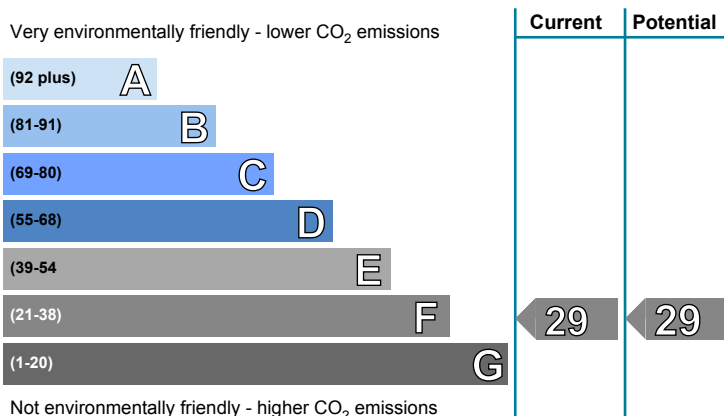 Current Potential
Very environmentally friendly - lower CO₂ emissions
(92 plus) A
(81-91) B
(69-80) C
(55-68) D
(39-54 E
(21-38) F 29 29
(1-20) G
Not environmentally friendly - higher CO₂ emissions